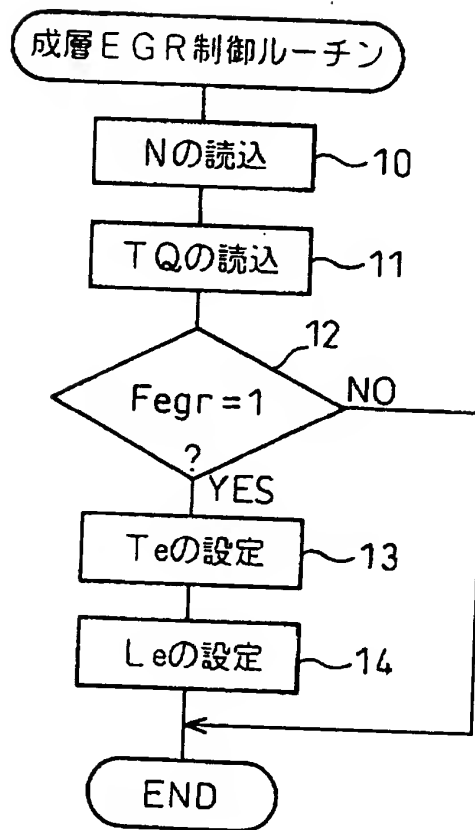 成層EGR制御ルーチン
Nの読込
10
TQの読込
11
12
Fegr=1
?
NO
YES
Teの設定
13
Leの設定
14
END